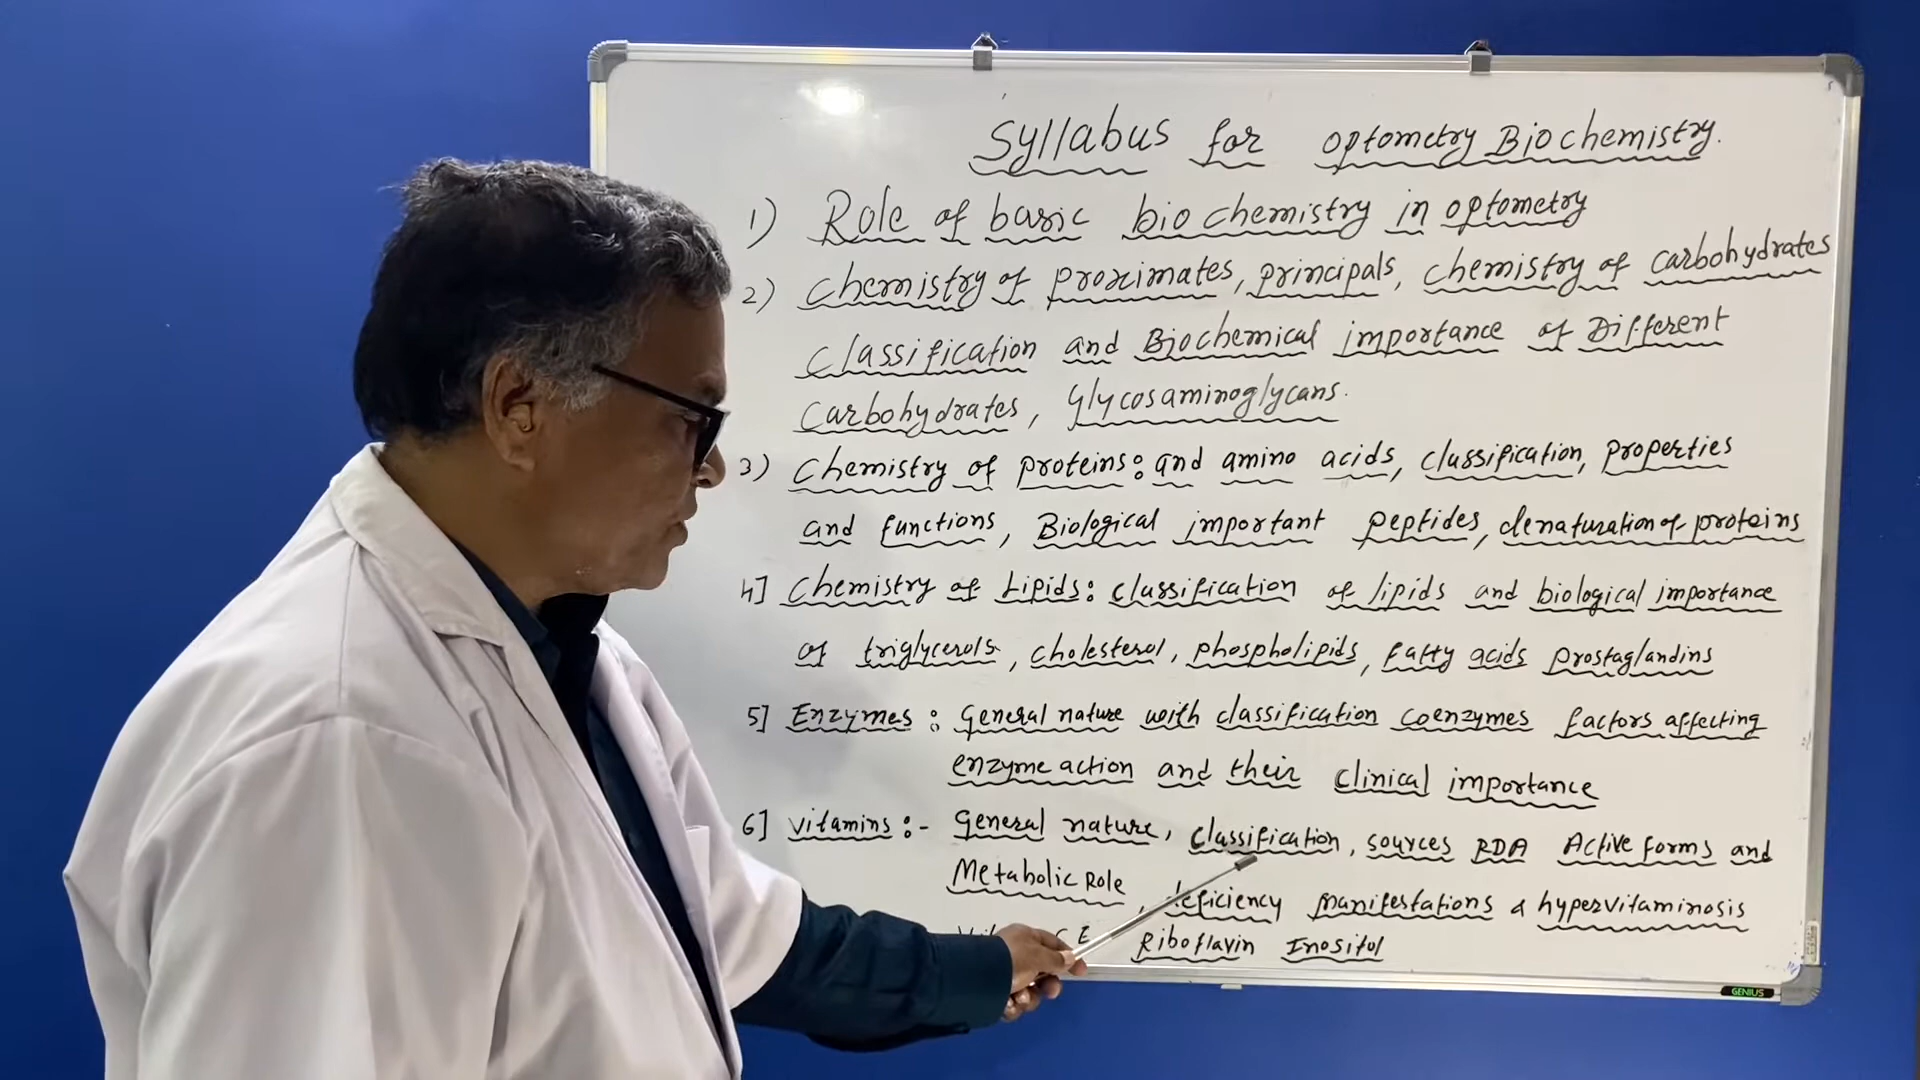 Syllabus for optometry Biochemistry.
1) Role of basic biochemistry in optometry
2) Chemistry of proximates, principals, chemistry of carbohydrates
Classification and Biochemical importance of Different
Carbohydrates, Glycosaminoglycans.
3) Chemistry of proteins: and amino acids, classification, properties
and functions, Biological important peptides, denaturation of proteins
4] Chemistry of Lipids: classification of lipids and biological importance
of triglycerols, cholesterol, phospholipids, fatty acids prostaglandins
5] Enzymes: General nature with classification coenzymes factors affecting
enzyme action and their clinical importance
6] Vitamins:- General nature, classification, sources RDA Active forms and
Metabolic Role, deficiency manifestations & hypervitaminosis
E Riboflavin Inositol
GENIUS